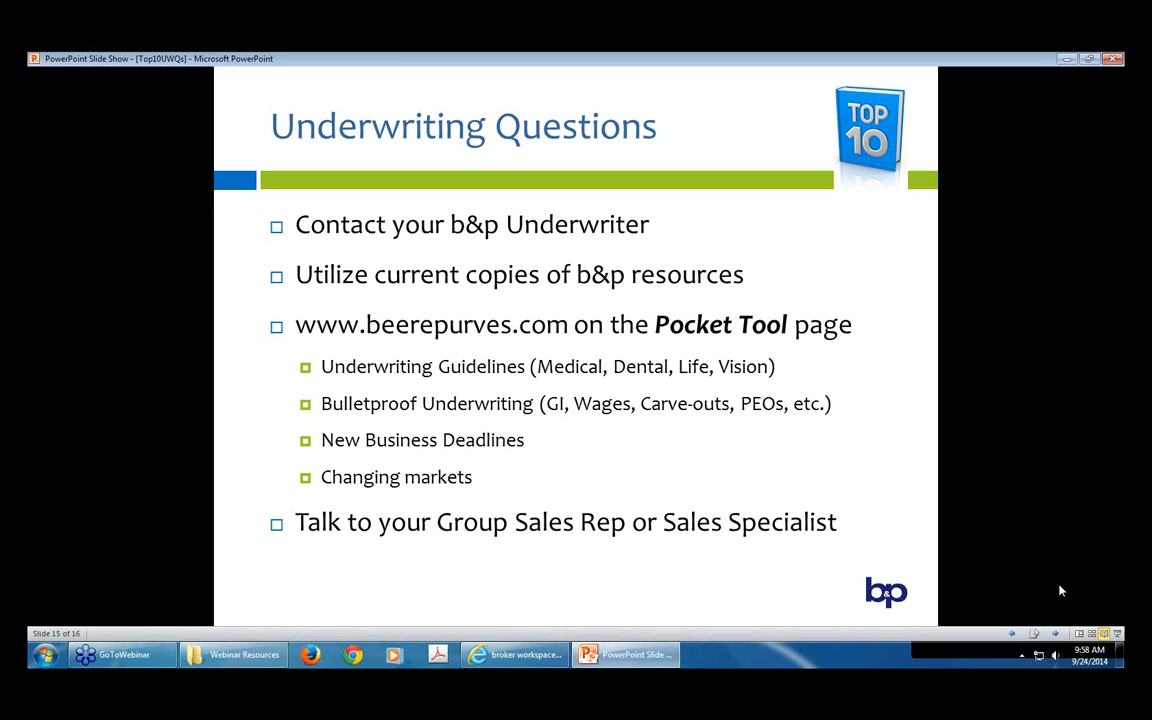 PowerPoint Slide Show - [Top10UWQs] - Microsoft PowerPoint
Underwriting Questions
TOP
10
Contact your b&p Underwriter
Utilize current copies of b&p resources
www.beerepurves.com on the Pocket Tool page
Underwriting Guidelines (Medical, Dental, Life, Vision)
Bulletproof Underwriting (GI, Wages, Carve-outs, PEOs, etc.)
New Business Deadlines
Changing markets
Talk to your Group Sales Rep or Sales Specialist
b&p
Slide 15 of 16
GoToWebinar
Webinar Resources
broker workspace...
PowerPoint Slide ...
9:58 AM
9/24/2014